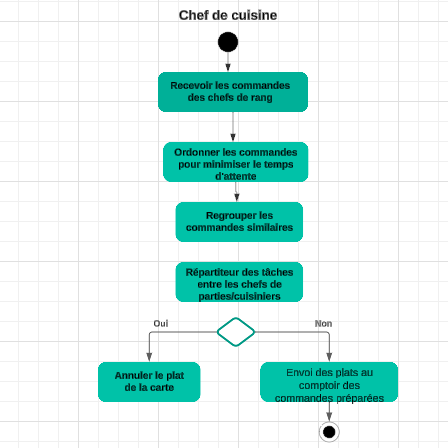 Chef de cuisine
Recevoir les commandes
des chefs de rang
Ordonner les commandes
pour minimiser le temps
d'attente
Regrouper les
commandes similaires
Répartiteur des tâches
entre les chefs de
parties/cuisiniers
Oui
Non
Annuler le plat
de la carte
Envoi des plats au
comptoir des
commandes préparées